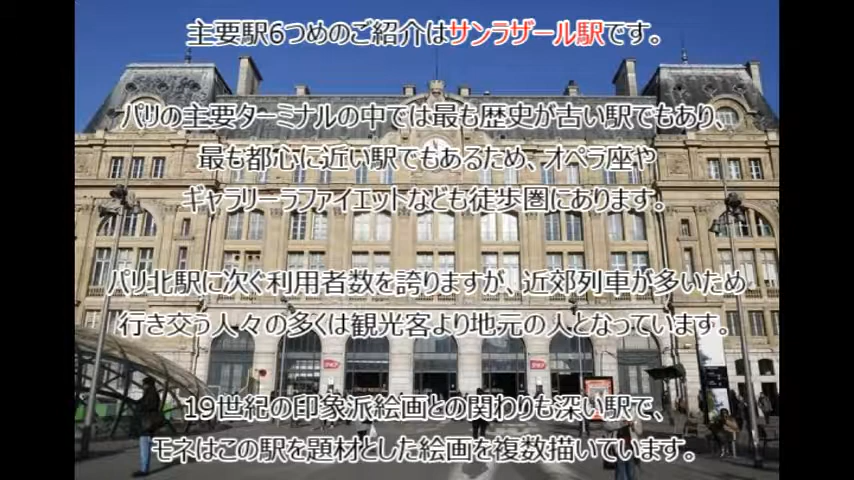 主要駅6つめのご紹介はサンラザール駅です。
パリの主要ターミナルの中では最も歴史が古い駅でもあり、
最も都心に近い駅でもあるため、オペラ座や
ギャラリーラファイエットなども徒歩圏にあります。
パリ北駅に次ぐ利用者数を誇りますが、近郊列車が多いため
行き交う人々の多くは観光客より地元の人となっています。
19世紀の印象派絵画との関わりも深い駅で、
モネはこの駅を題材とした絵画を複数描いています。